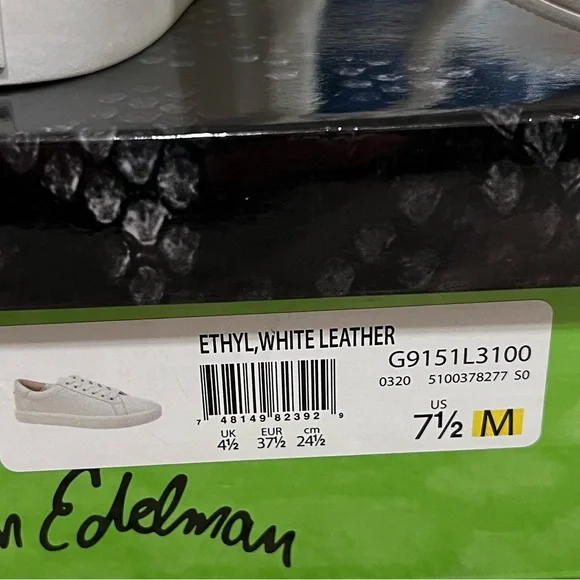 ETHYL,WHITE LEATHER
G9151L3100
0320 5100378277 S0
7 48149 82392 9
UK EUR cm
4½ 37½ 24½
US
7½ M
Edelman